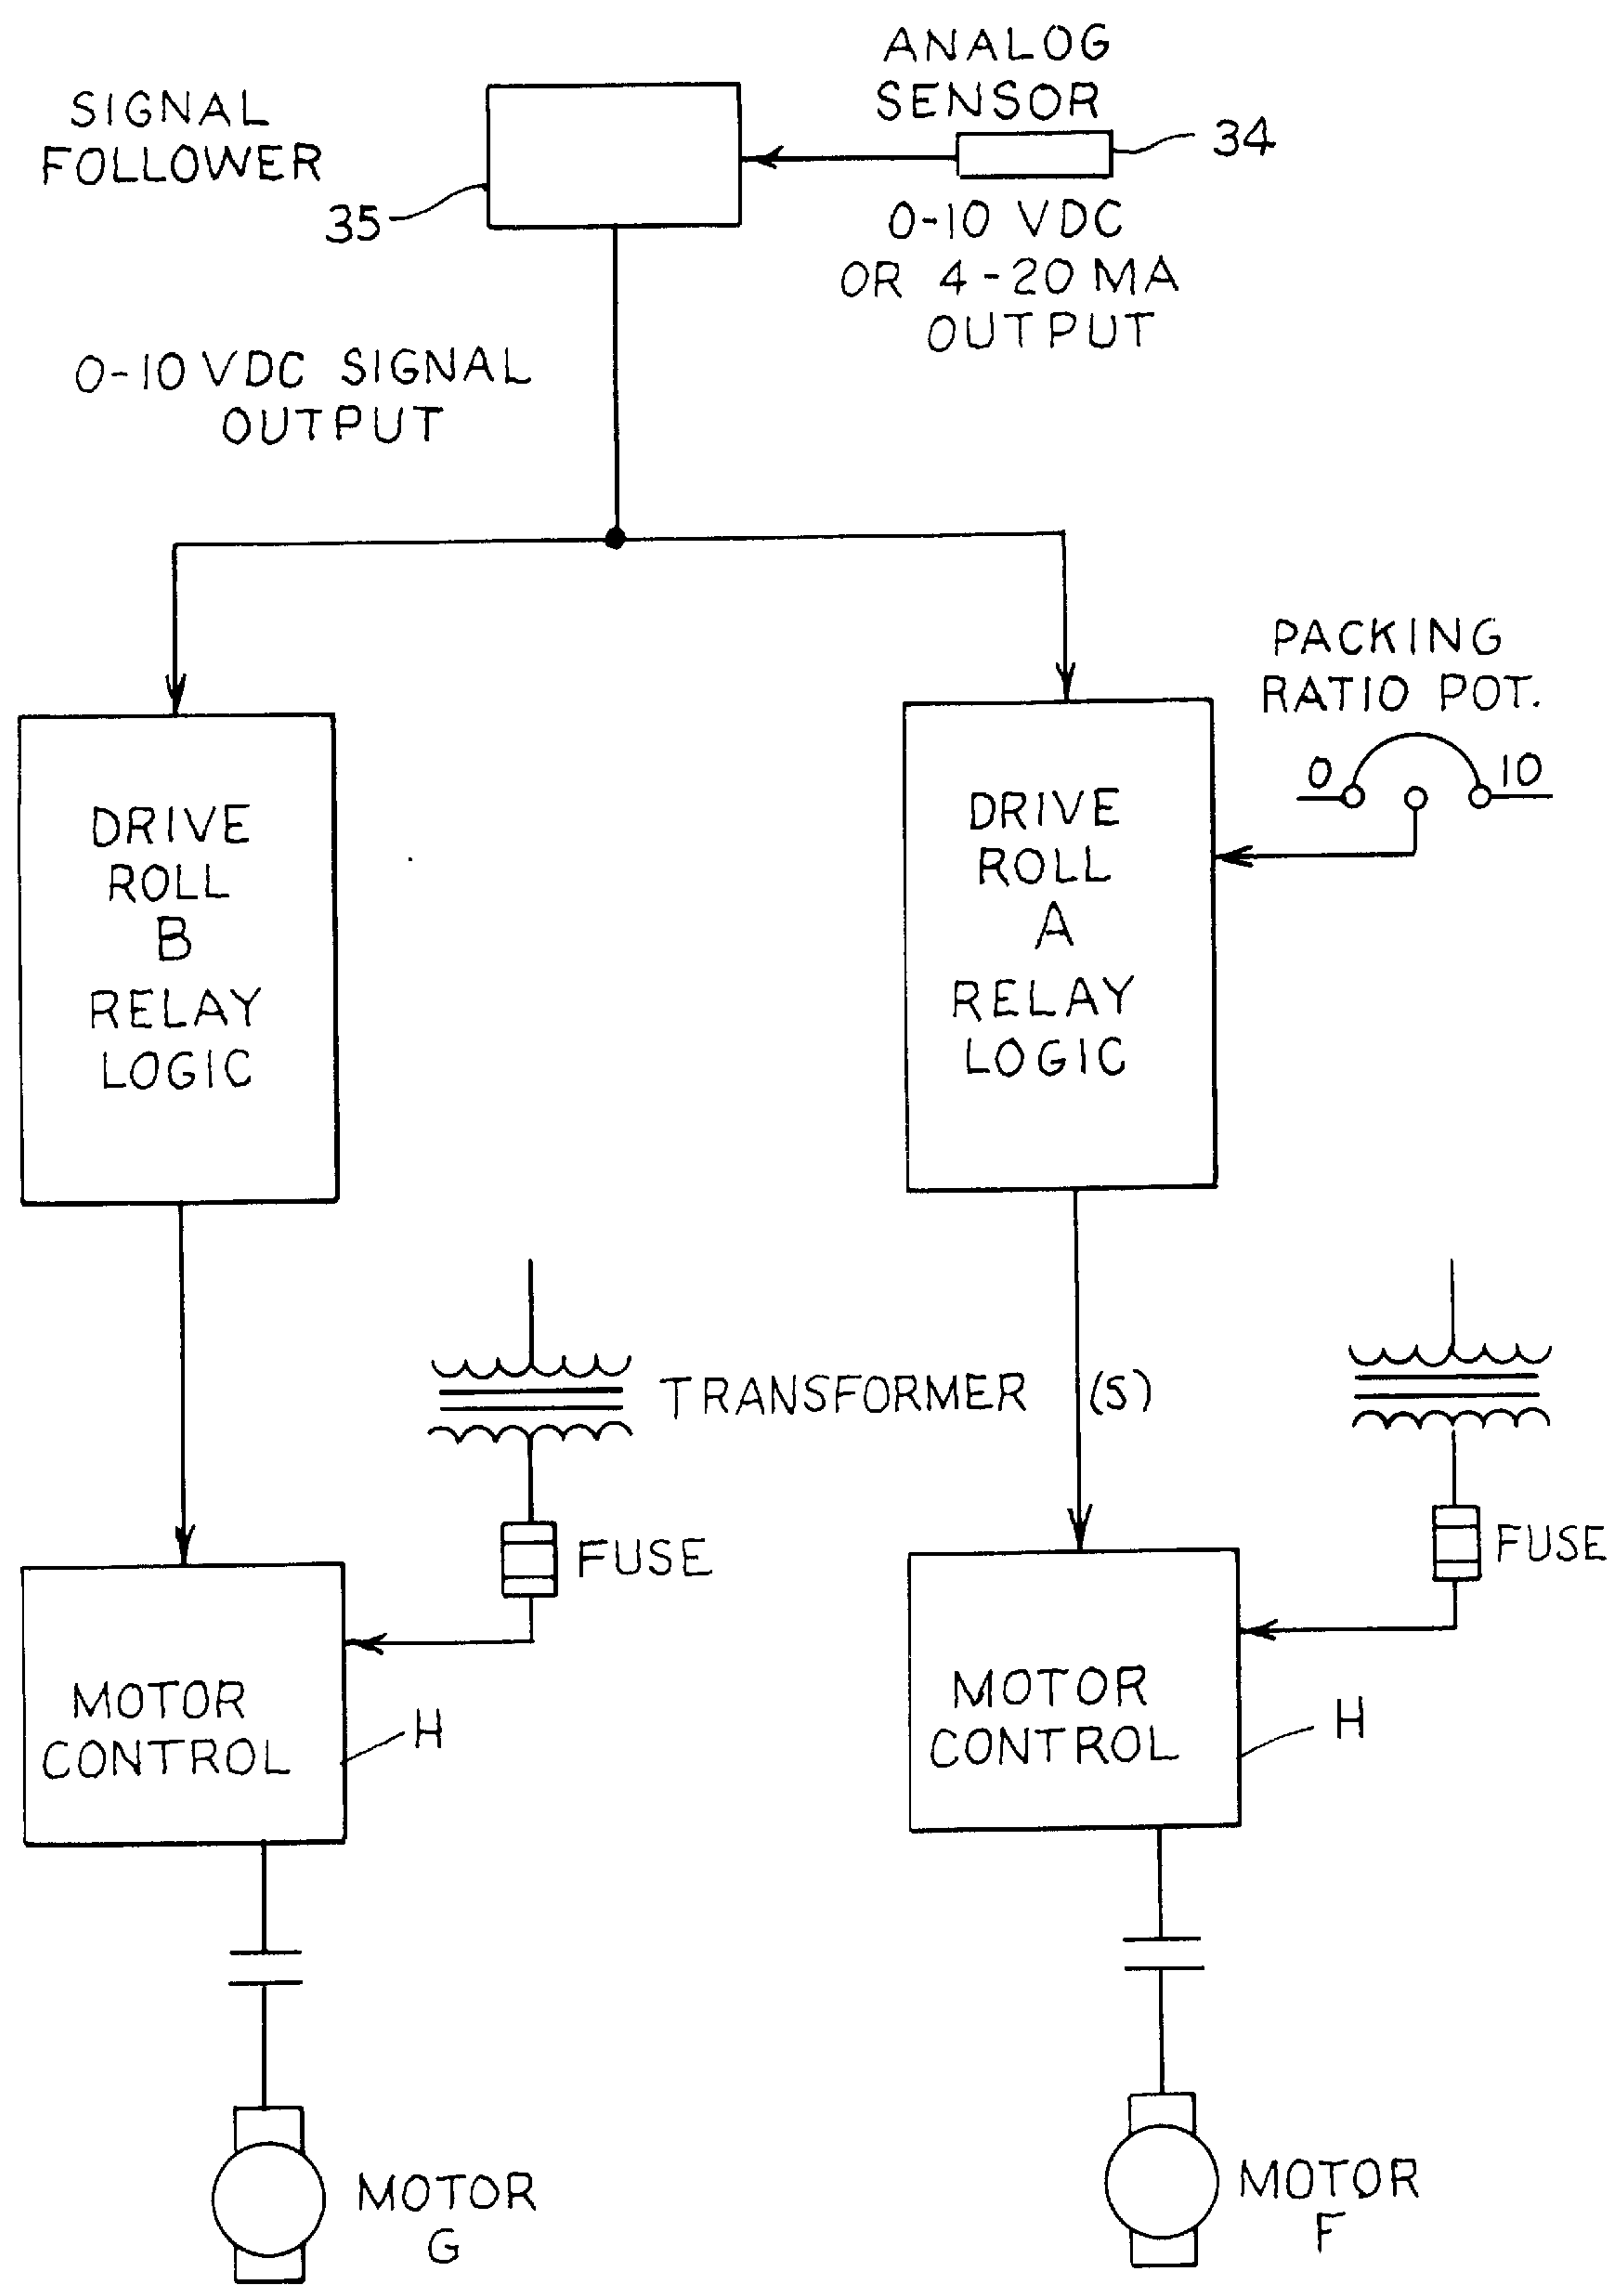 ANALOG
SENSOR
34
SIGNAL
FOLLOWER
35
0-10 VDC
OR 4-20 MA
OUTPUT
0-10 VDC SIGNAL
OUTPUT
PACKING
RATIO POT.
0
10
DRIVE
ROLL
B
RELAY
LOGIC
DRIVE
ROLL
A
RELAY
LOGIC
TRANSFORMER (S)
FUSE
FUSE
MOTOR
CONTROL
H
MOTOR
CONTROL
H
MOTOR
G
MOTOR
F